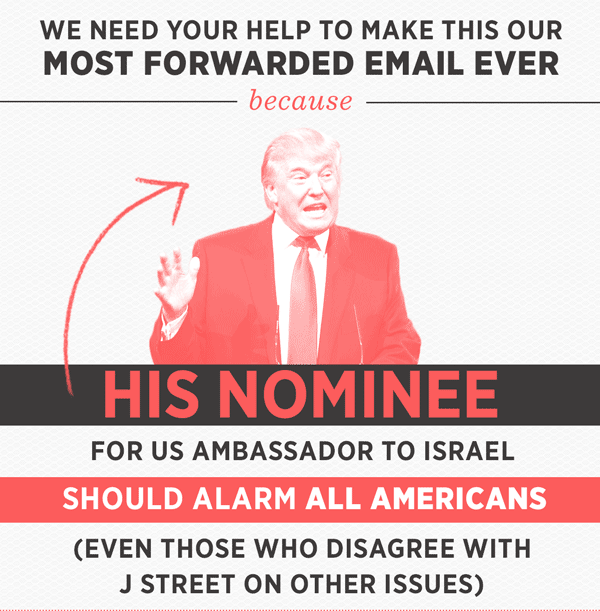 WE NEED YOUR HELP TO MAKE THIS OUR
MOST FORWARDED EMAIL EVER
because
HIS NOMINEE
FOR US AMBASSADOR TO ISRAEL
SHOULD ALARM ALL AMERICANS
(EVEN THOSE WHO DISAGREE WITH
J STREET ON OTHER ISSUES)